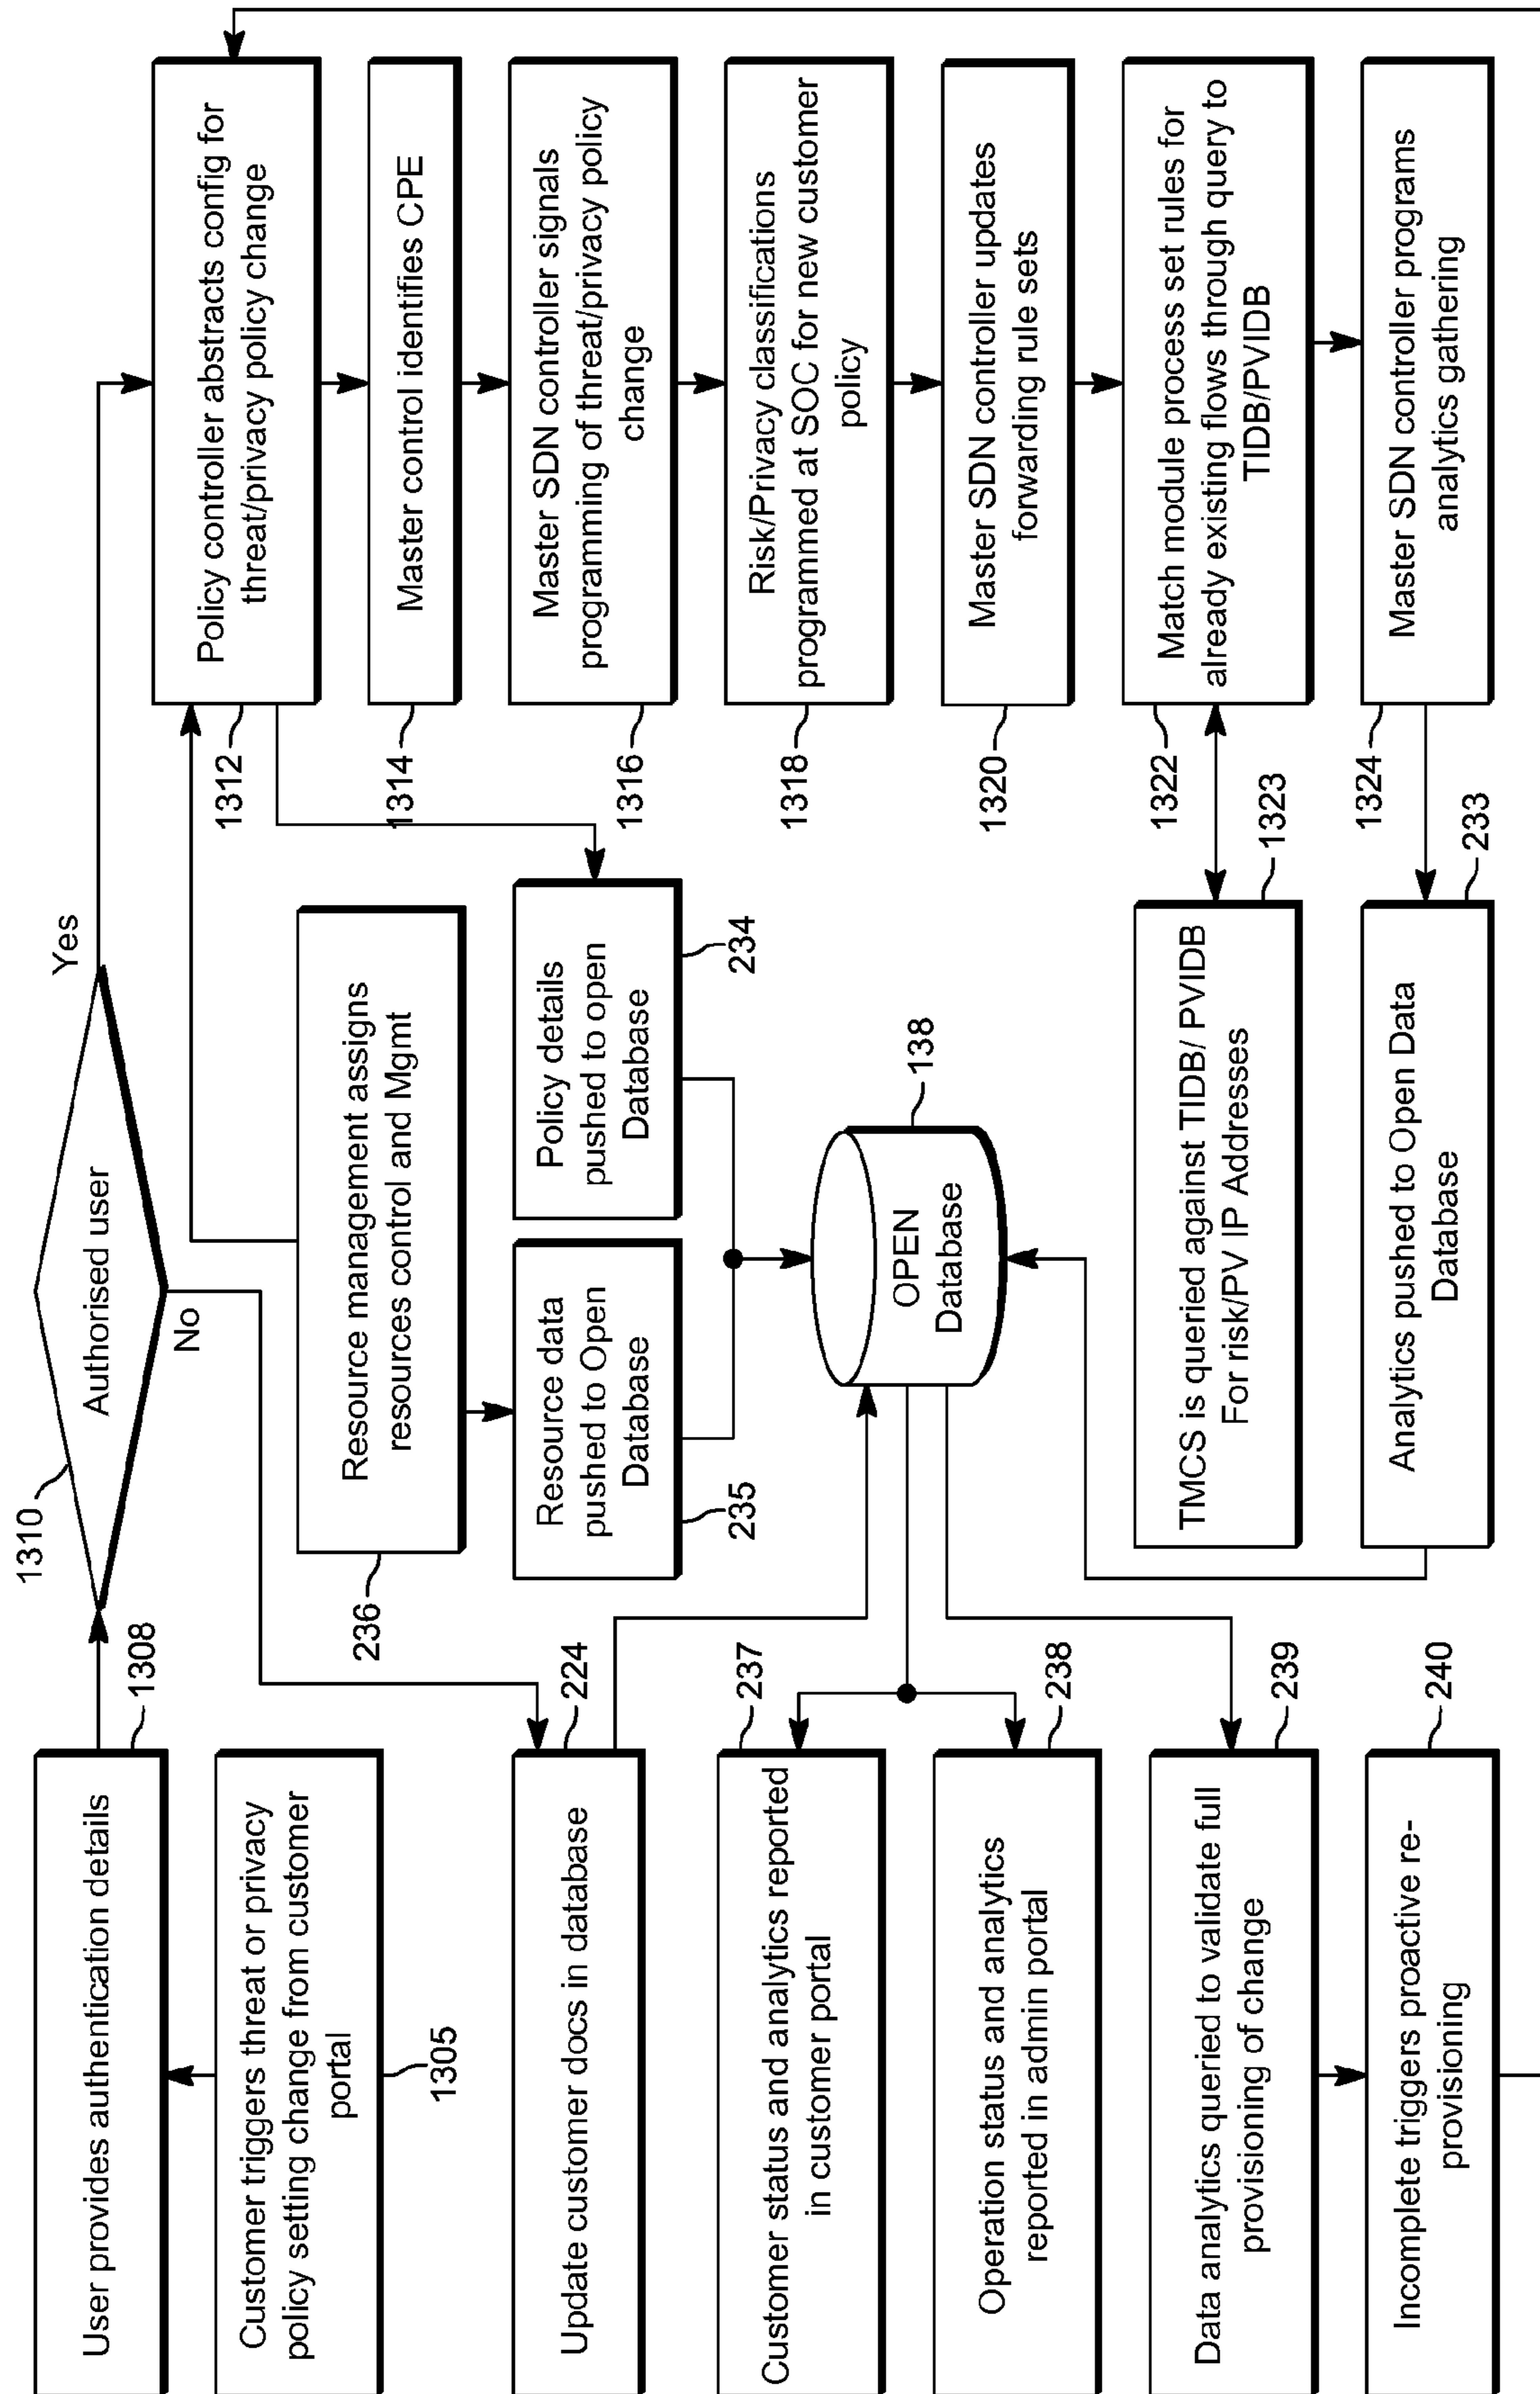 User provides authentication details
1308
Customer triggers threat or privacy
policy setting change from customer
portal
1305
Update customer docs in database
224
Customer status and analytics reported
in customer portal
237
Operation status and analytics
reported in admin portal
238
Data analytics queried to validate full
provisioning of change
239
Incomplete triggers proactive re-
provisioning
240
1310
Authorised user
Yes
No
Resource management assigns
resources control and Mgmt
236
Resource data
pushed to Open
Database
235
Policy details
pushed to open
Database
234
OPEN
Database
138
TMCS is queried against TIDB/ PVIDB
For risk/PV IP Addresses
1323
Analytics pushed to Open Data
Database
233
Policy controller abstracts config for
threat/privacy policy change
1312
Master control identifies CPE
1314
Master SDN controller signals
programming of threat/privacy policy
change
1316
Risk/Privacy classifications
programmed at SOC for new customer
policy
1318
Master SDN controller updates
forwarding rule sets
1320
Match module process set rules for
already existing flows through query to
TIDB/PVIDB
1322
Master SDN controller programs
analytics gathering
1324